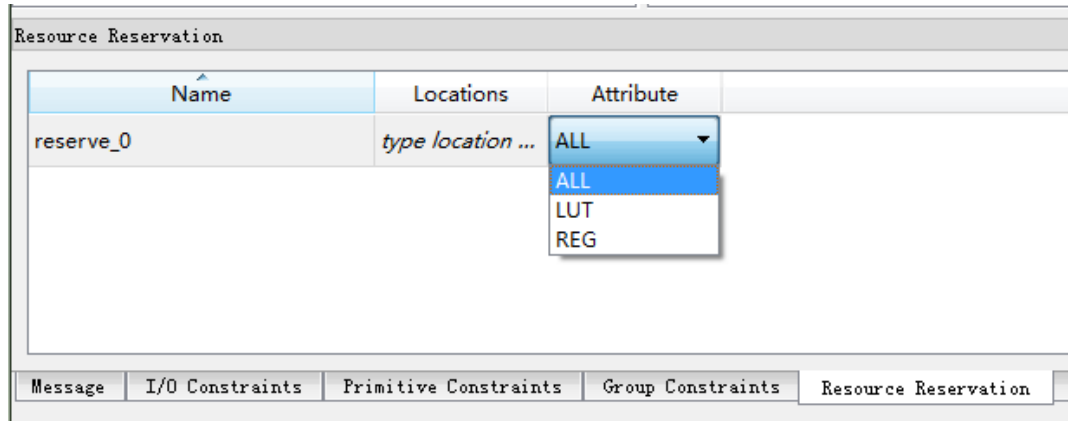 Resource Reservation
Name Locations Attribute
reserve_0 type location ... ALL
ALL
LUT
REG
Message I/O Constraints Primitive Constraints Group Constraints Resource Reservation